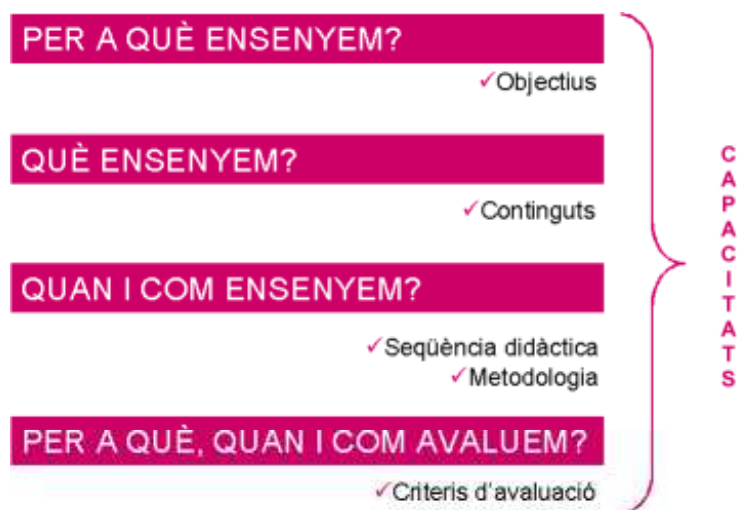 PER A QUÈ ENSENYEM?
✓Objectius
QUÈ ENSENYEM?
✓Continguts
QUAN I COM ENSENYEM?
✓Seqüència didàctica
✓Metodologia
PER A QUÈ, QUAN I COM AVALUEM?
✓Criteris d'avaluació
CAPACITATS